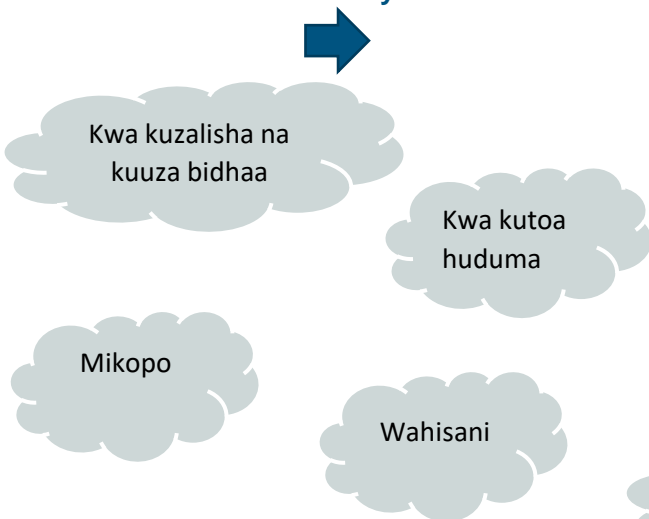 Kwa kuzalisha na
kuuza bidhaa
Kwa kutoa
huduma
Mikopo
Wahisani